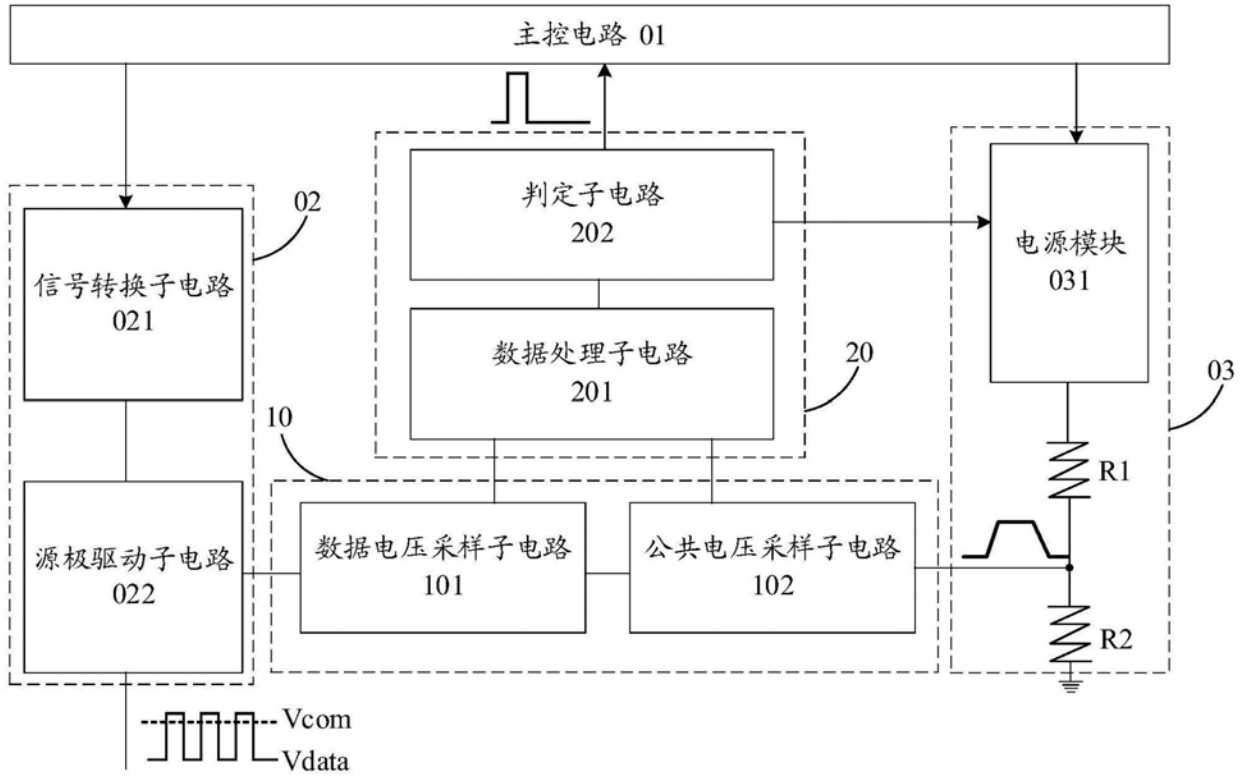 主控电路 01
判定子电路
202
02
信号转换子电路
021
电源模块
031
数据处理子电路
201
20
03
10
R1
源极驱动子电路
022
数据电压采样子电路
101
公共电压采样子电路
102
R2
Vcom
Vdata